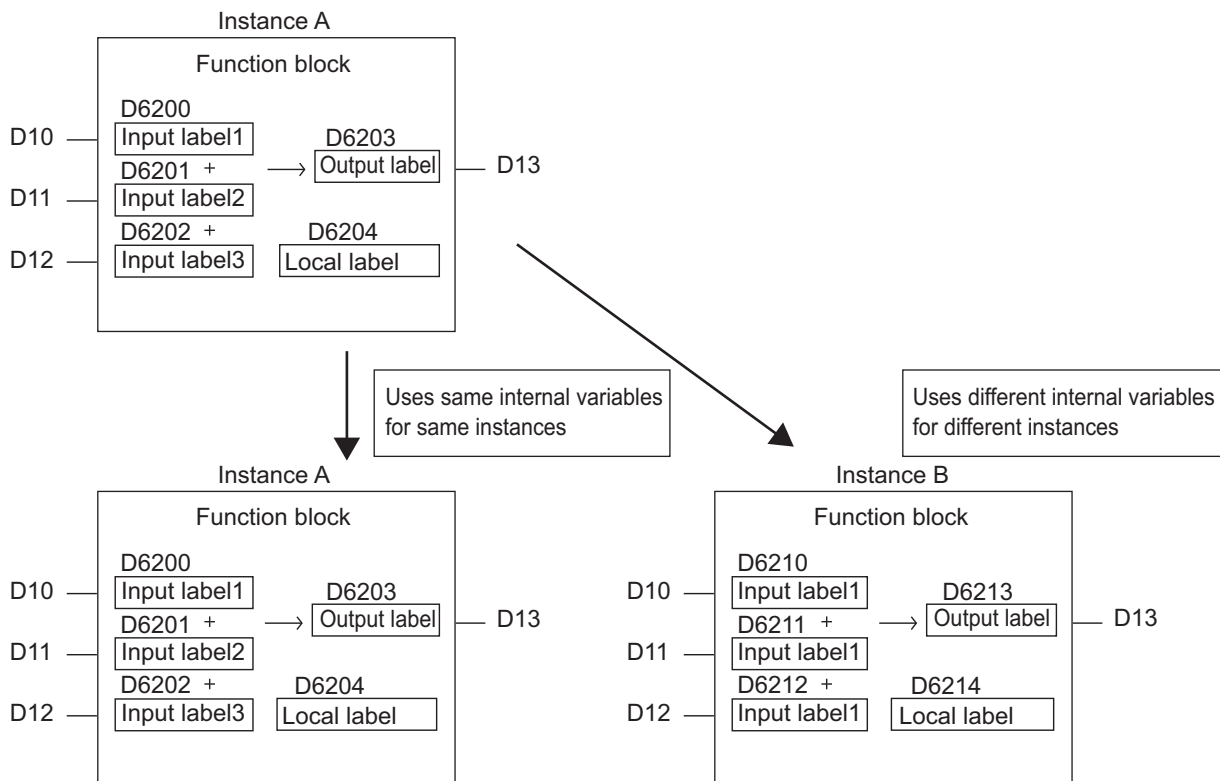 Instance A
Function block
D6200
D10
Input label1
D6203
D6201 +
Output label
D13
D11
Input label2
D6202 +
D6204
D12
Input label3
Local label
Uses same internal variables
for same instances
Uses different internal variables
for different instances
Instance A
Function block
D6200
D10
Input label1
D6203
D6201 +
Output label
D13
D11
Input label2
D6202 +
D6204
D12
Input label3
Local label
Instance B
Function block
D6210
D10
Input label1
D6213
D6211 +
Output label
D13
D11
Input label1
D6212 +
D6214
D12
Input label1
Local label